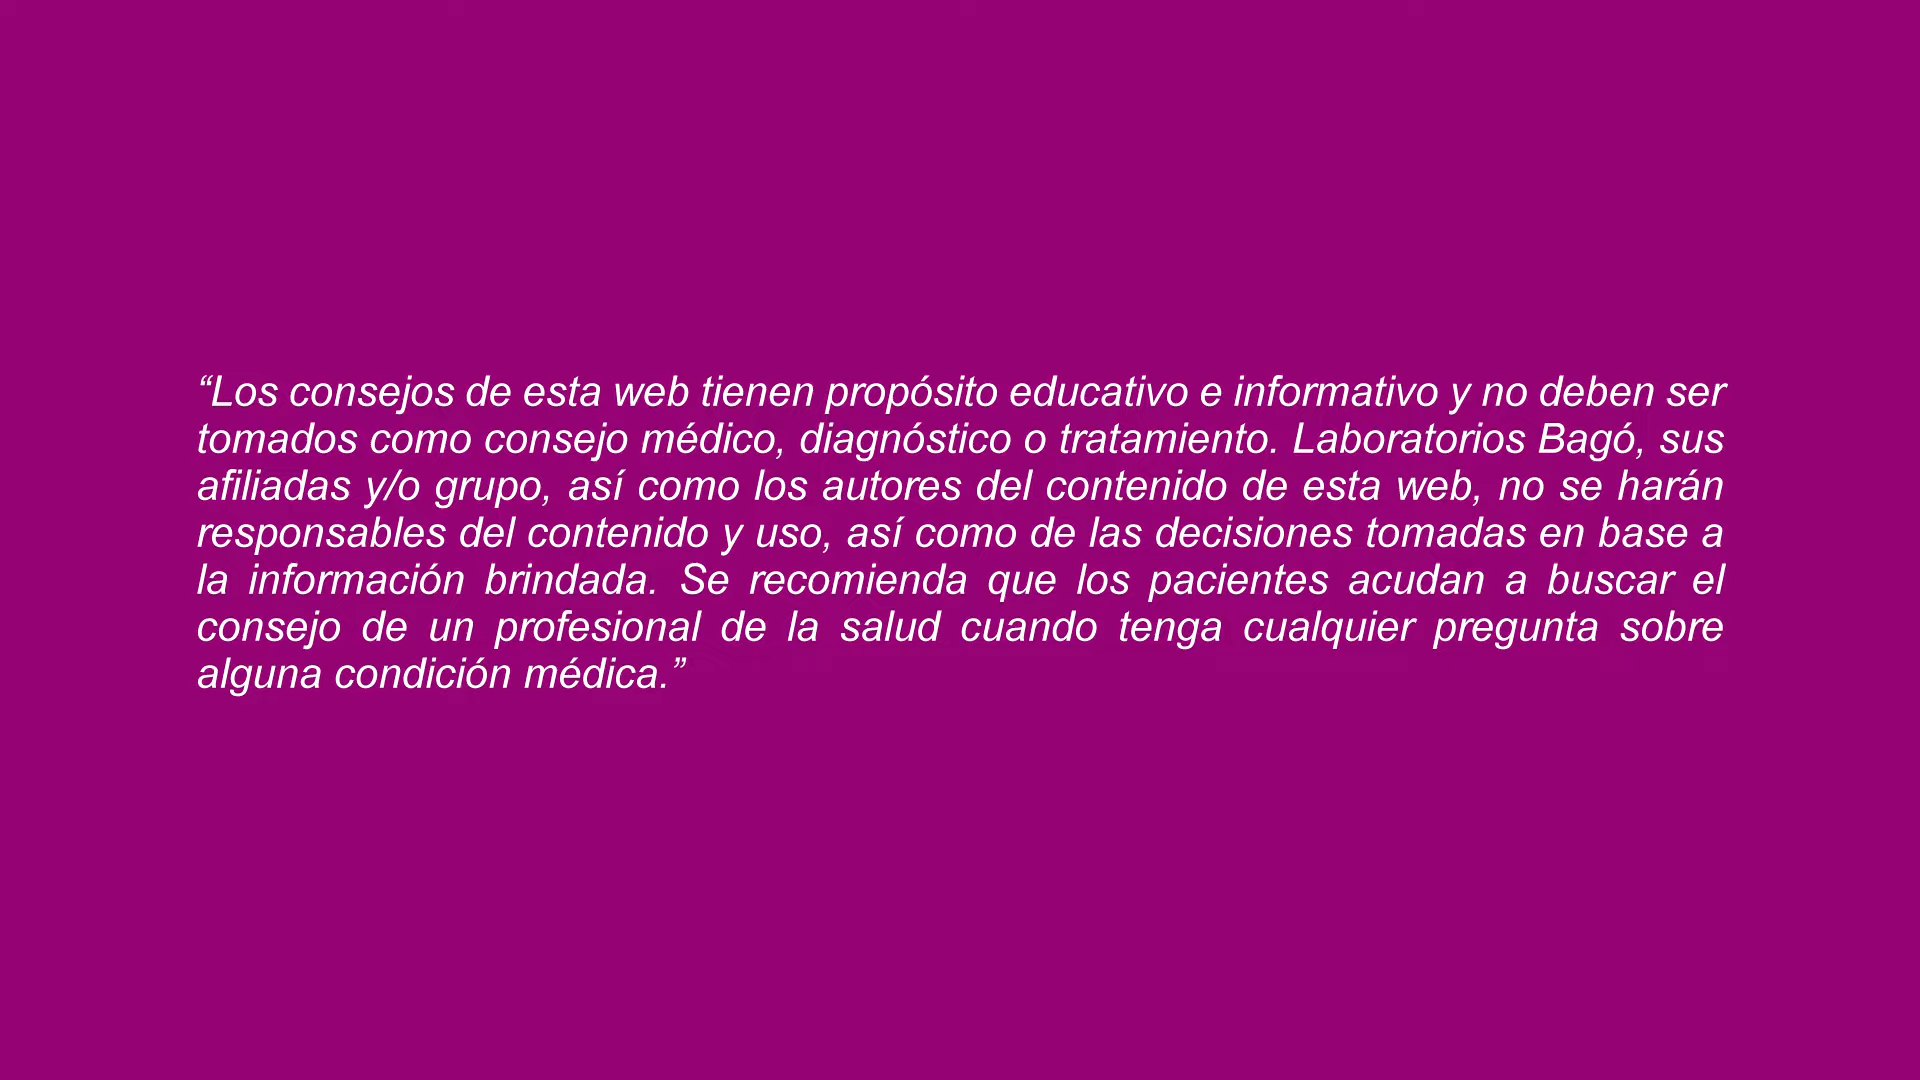 “Los consejos de esta web tienen propósito educativo e informativo y no deben ser
tomados como consejo médico, diagnóstico o tratamiento. Laboratorios Bagó, sus
afiliadas y/o grupo, así como los autores del contenido de esta web, no se harán
responsables del contenido y uso, así como de las decisiones tomadas en base a
la información brindada. Se recomienda que los pacientes acudan a buscar el
consejo de un profesional de la salud cuando tenga cualquier pregunta sobre
alguna condición médica.”